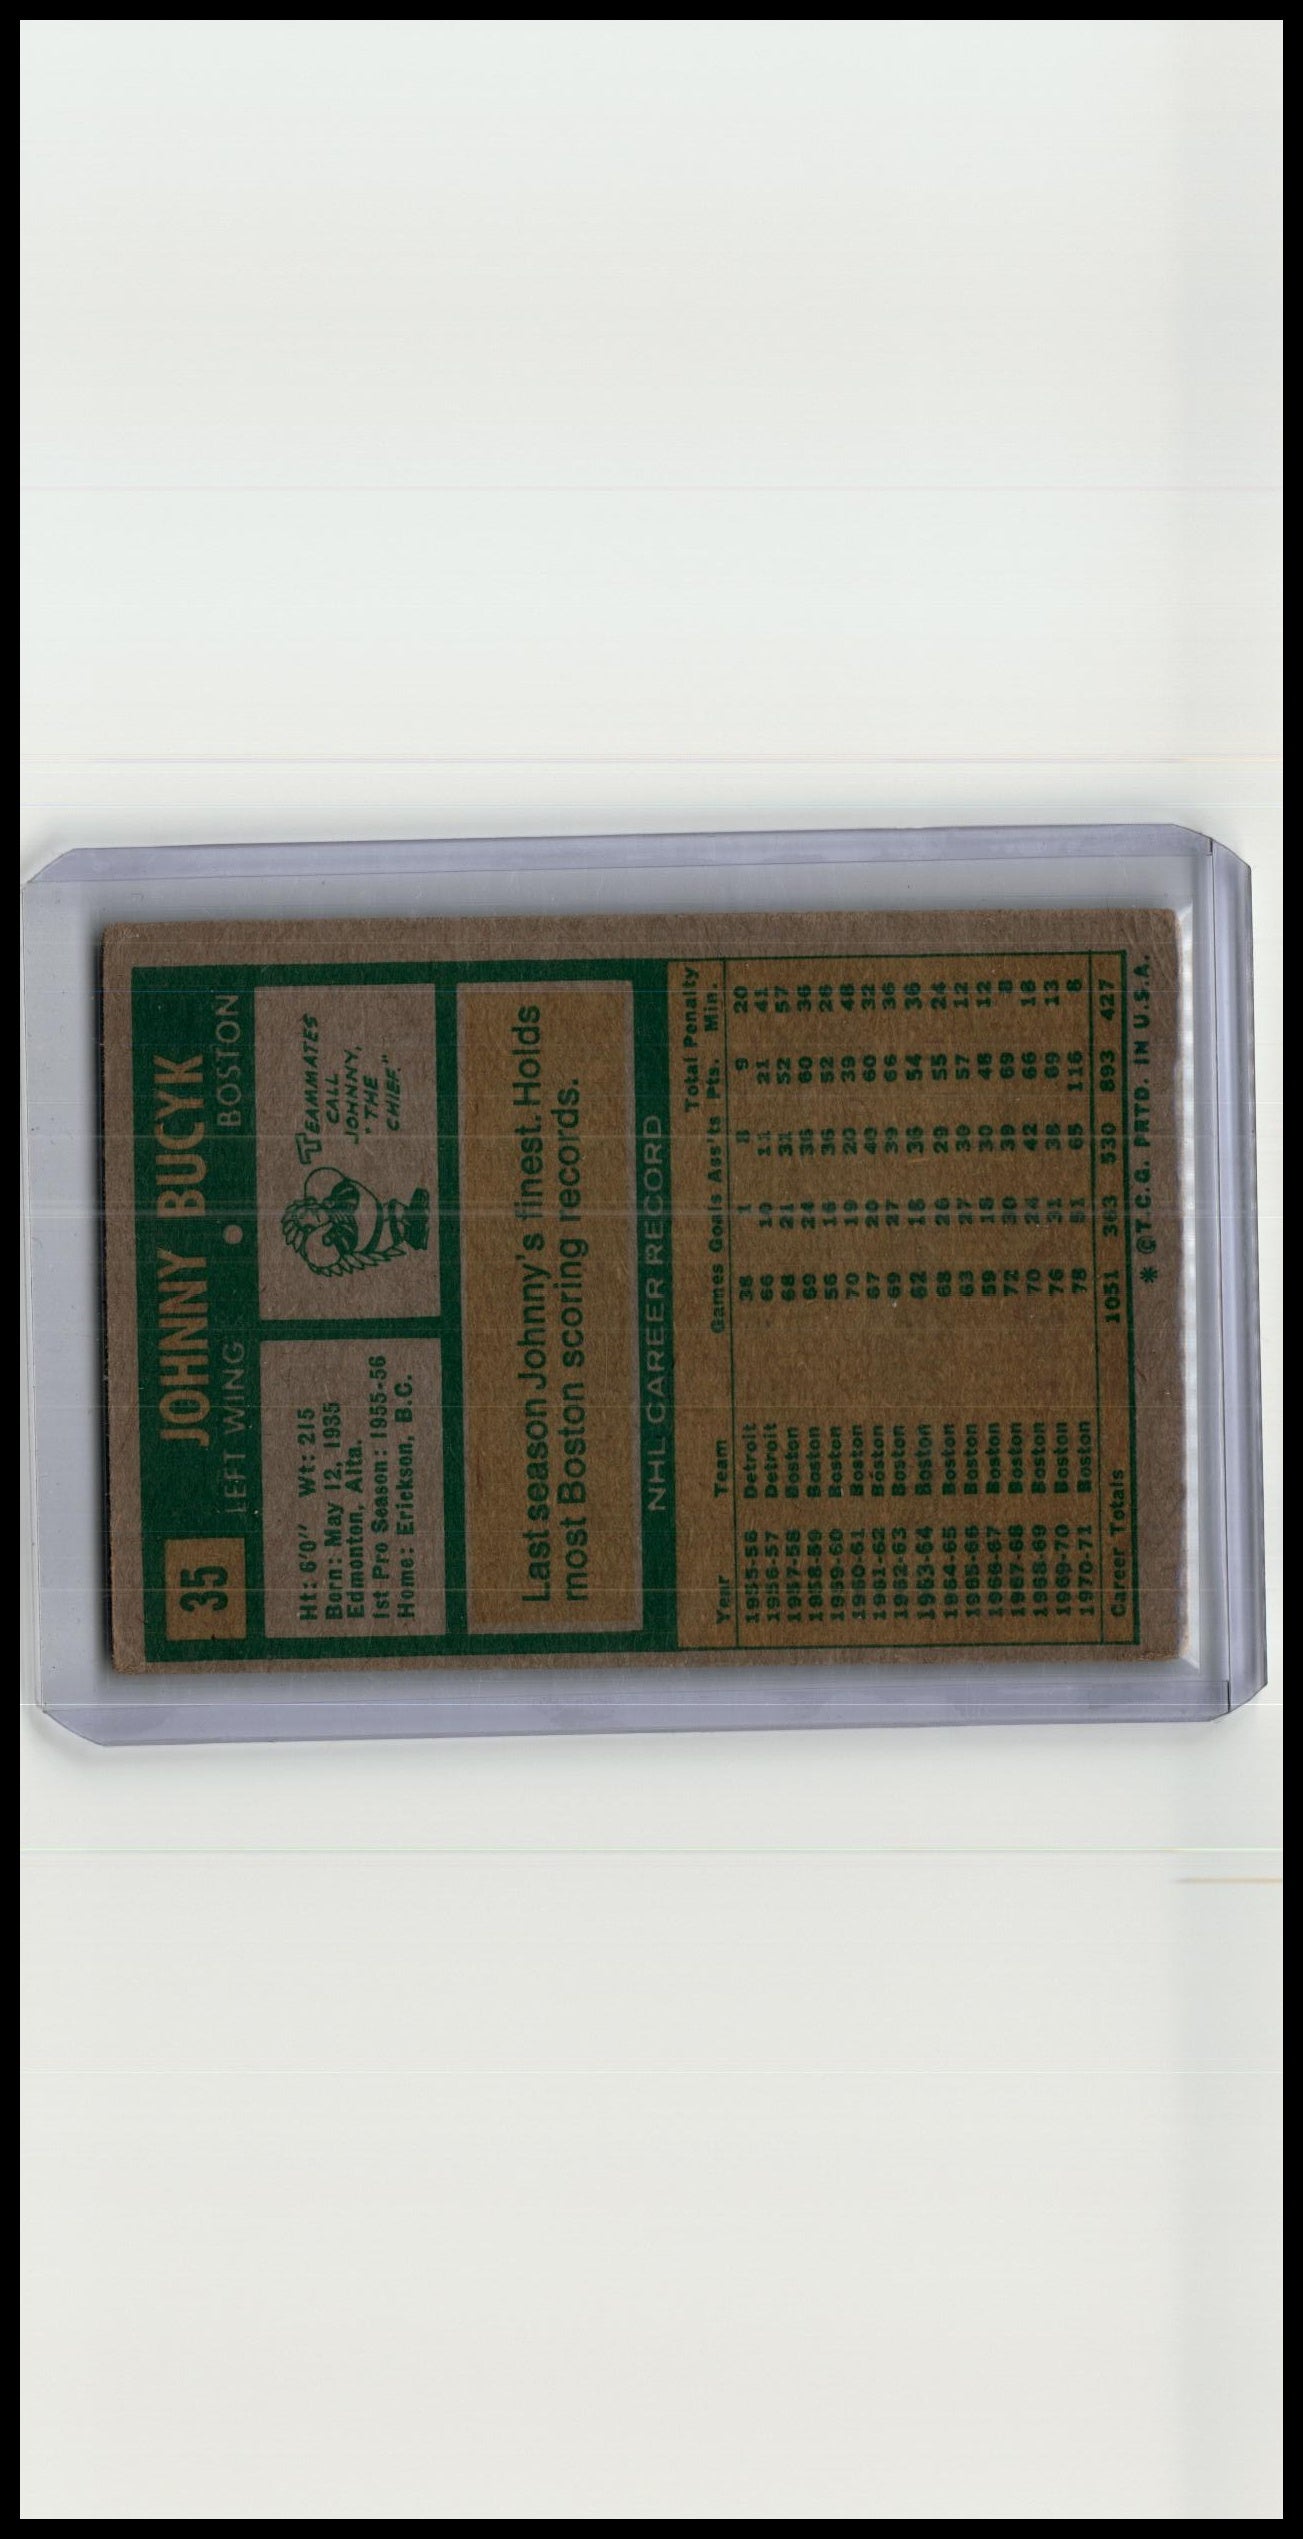 35
JOHNNY BUCYK
LEFT WING ● BOSTON
Ht: 6'0" Wt: 215
Born: May 12, 1935
Edmonton, Alta.
1st Pro Season: 1955-56
Home: Erickson, B.C.
TEAMMATES
CALL
JOHNNY,
"THE
CHIEF."
Last season Johnny's finest. Holds
most Boston scoring records.
NHL CAREER RECORD
Total Penalty
Year Team Games Goals Ass'ts Pts. Min.
1955-56 Detroit 38 1 8 9 20
1956-57 Detroit 66 10 11 21 41
1957-58 Boston 68 21 31 52 57
1958-59 Boston 69 24 36 60 36
1959-60 Boston 56 16 36 52 26
1960-61 Boston 70 19 20 39 48
1961-62 Boston 67 20 40 60 32
1962-63 Boston 69 27 39 66 36
1963-64 Boston 62 18 36 54 36
1964-65 Boston 68 26 29 55 24
1965-66 Boston 63 27 30 57 12
1966-67 Boston 59 18 30 48 12
1967-68 Boston 72 30 39 69 8
1968-69 Boston 70 24 42 66 18
1969-70 Boston 76 31 38 69 13
1970-71 Boston 78 51 65 116 8
Career Totals 1051 363 530 893 427
* © T.C.G. PRTD. IN U.S.A.